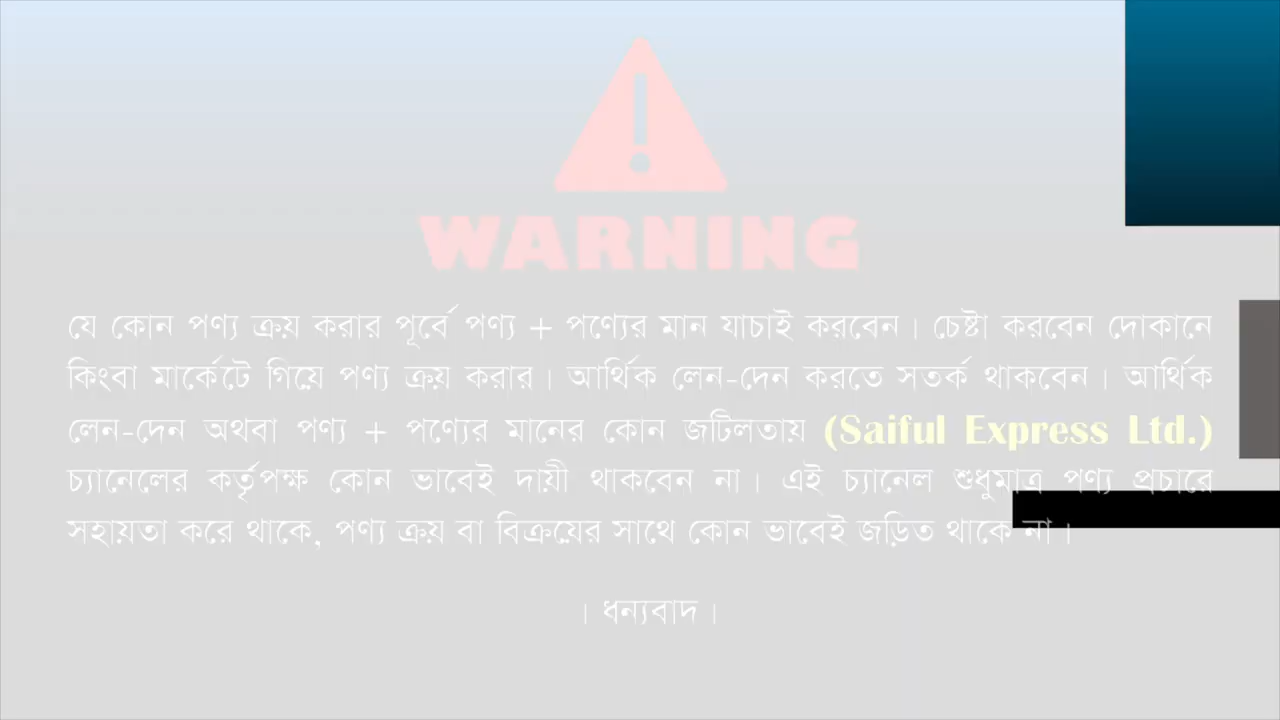 WARNING
যে কোন পণ্য ক্রয় করার পূর্বে পণ্য + পণ্যের মান যাচাই করবেন। চেষ্টা করবেন দোকানে
কিংবা মার্কেটে গিয়ে পণ্য ক্রয় করার। আর্থিক লেন-দেন করতে সতর্ক থাকবেন। আর্থিক
লেন-দেন অথবা পণ্য + পণ্যের মানের কোন জটিলতায় (Saiful Express Ltd.)
চ্যানেলের কর্তৃপক্ষ কোন ভাবেই দায়ী থাকবেন না। এই চ্যানেল শুধুমাত্র পণ্য প্রচারে
সহায়তা করে থাকে, পণ্য ক্রয় বা বিক্রয়ের সাথে কোন ভাবেই জড়িত থাকে না।
। ধন্যবাদ।